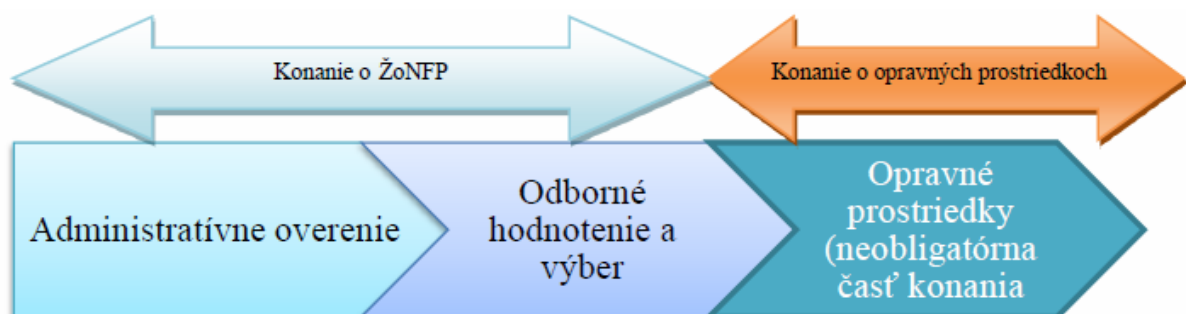 Konanie o ŽoNFP
Konanie o opravných prostriedkoch
Administratívne overenie
Odborné
hodnotenie a
výber
Opravné
prostriedky
(neobligatórna
časť konania